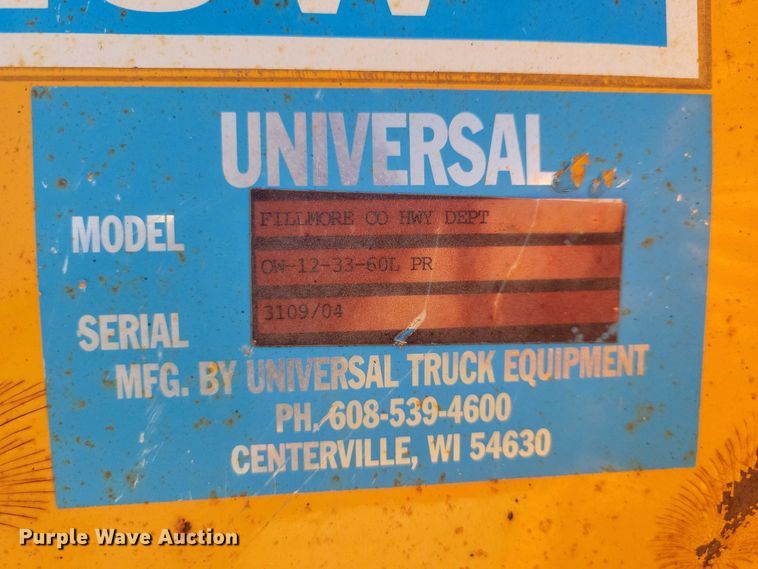 UNIVERSAL
MODEL
FILLMORE CO HWY DEPT
OW-12-33-60L PR
SERIAL
3109/04
MFG. BY UNIVERSAL TRUCK EQUIPMENT
PH. 608-539-4600
CENTERVILLE, WI 54630
Purple Wave Auction